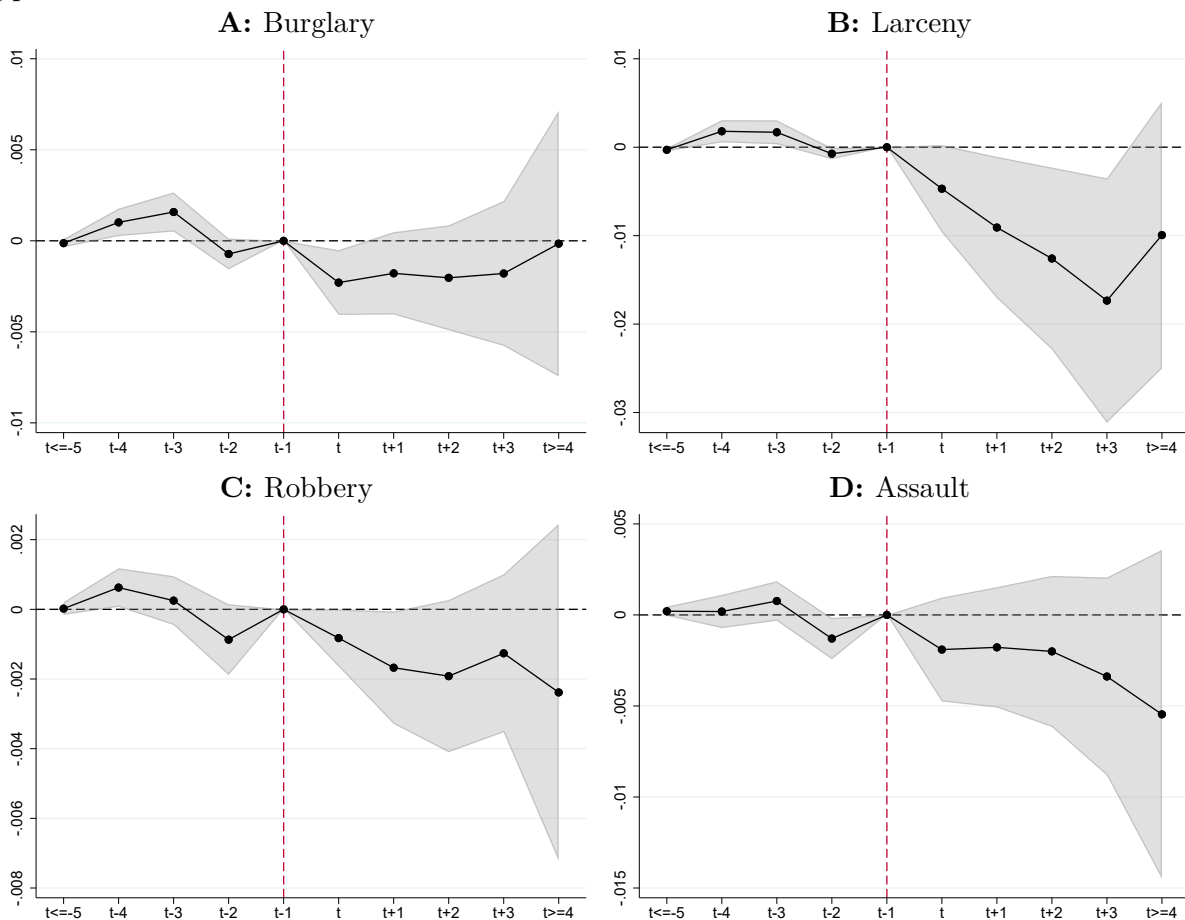 A: Burglary
.01
.005
0
-.005
-.01
t<=-5 t-4 t-3 t-2 t-1 t t+1 t+2 t+3 t>=4
B: Larceny
.01
0
-.01
-.02
-.03
t<=-5 t-4 t-3 t-2 t-1 t t+1 t+2 t+3 t>=4
C: Robbery
.002
0
-.002
-.004
-.006
-.008
t<=-5 t-4 t-3 t-2 t-1 t t+1 t+2 t+3 t>=4
D: Assault
.005
0
-.005
-.01
-.015
t<=-5 t-4 t-3 t-2 t-1 t t+1 t+2 t+3 t>=4